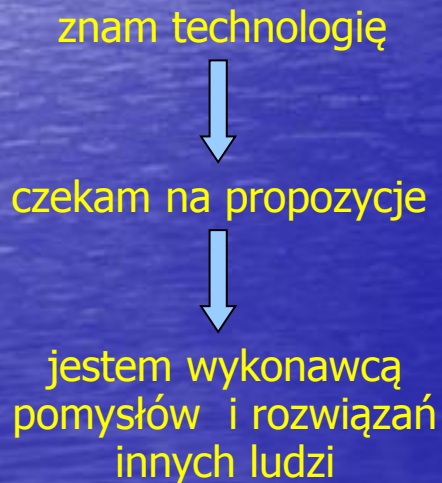 znam technologię
czekam na propozycje
jestem wykonawcą
pomysłów i rozwiązań
innych ludzi